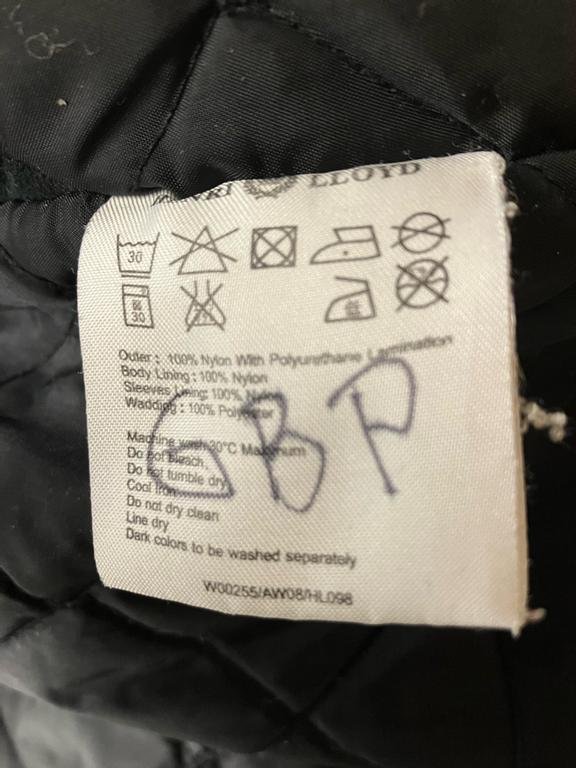 LLOYD
30
30
低
Outer : 100% Nylon With Polyurethane Lamination
Body Lining : 100% Nylon
Sleeves Lining: 100% Nylon
Wadding : 100% Polyester
GBP
Machine wash 30°C Maximum
Do not bleach,
Do not tumble dry
Cool Iron
Do not dry clean
Line dry
Dark colors to be washed separately
W00255/AW08/HL098